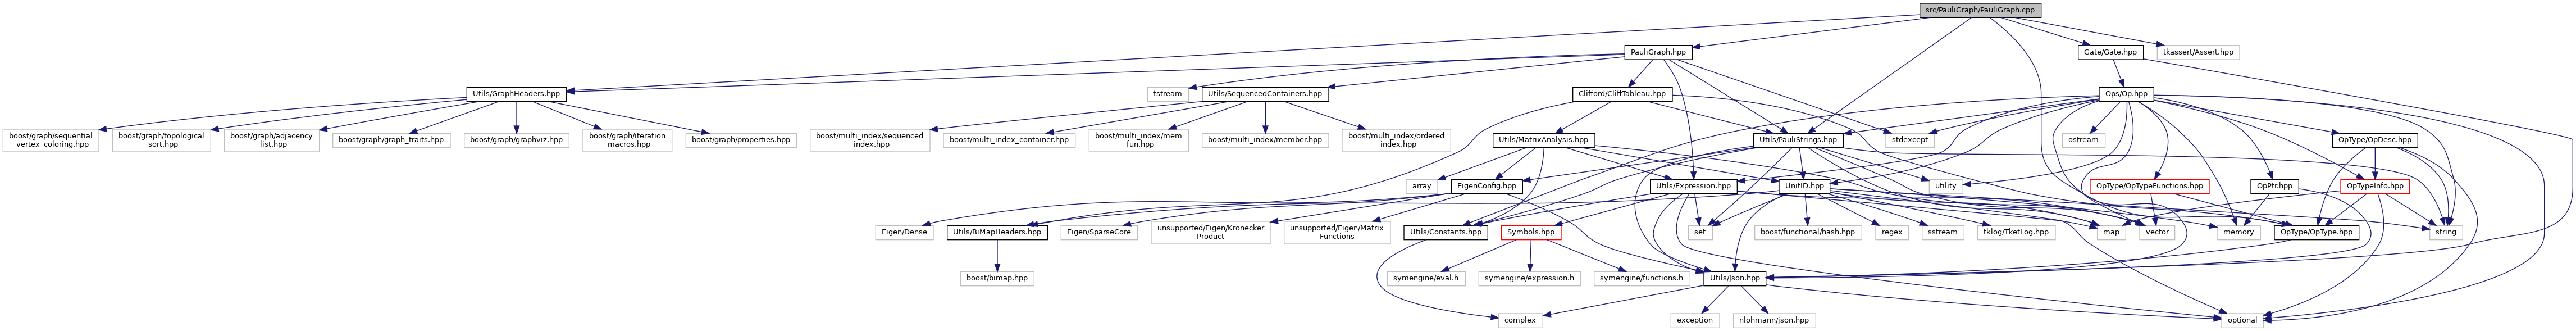 src/PauliGraph/PauliGraph.cpp
PauliGraph.hpp
Gate/Gate.hpp
tkassert/Assert.hpp
Utils/GraphHeaders.hpp
fstream
Utils/SequencedContainers.hpp
Clifford/CliffTableau.hpp
Ops/Op.hpp
boost/graph/sequential
_vertex_coloring.hpp
boost/graph/topological
_sort.hpp
boost/graph/adjacency
_list.hpp
boost/graph/graph_traits.hpp
boost/graph/graphviz.hpp
boost/graph/iteration
_macros.hpp
boost/graph/properties.hpp
boost/multi_index/sequenced
_index.hpp
boost/multi_index_container.hpp
boost/multi_index/mem
_fun.hpp
boost/multi_index/member.hpp
boost/multi_index/ordered
_index.hpp
Utils/MatrixAnalysis.hpp
Utils/PauliStrings.hpp
stdexcept
ostream
OpType/OpDesc.hpp
array
EigenConfig.hpp
Utils/Expression.hpp
UnitID.hpp
utility
OpType/OpTypeFunctions.hpp
OpPtr.hpp
OpTypeInfo.hpp
Eigen/Dense
Utils/BiMapHeaders.hpp
Eigen/SparseCore
unsupported/Eigen/Kronecker
Product
unsupported/Eigen/Matrix
Functions
Utils/Constants.hpp
Symbols.hpp
set
boost/functional/hash.hpp
regex
sstream
tklog/TketLog.hpp
map
vector
memory
OpType/OpType.hpp
string
boost/bimap.hpp
symengine/eval.h
symengine/expression.h
symengine/functions.h
Utils/Json.hpp
complex
exception
nlohmann/json.hpp
optional